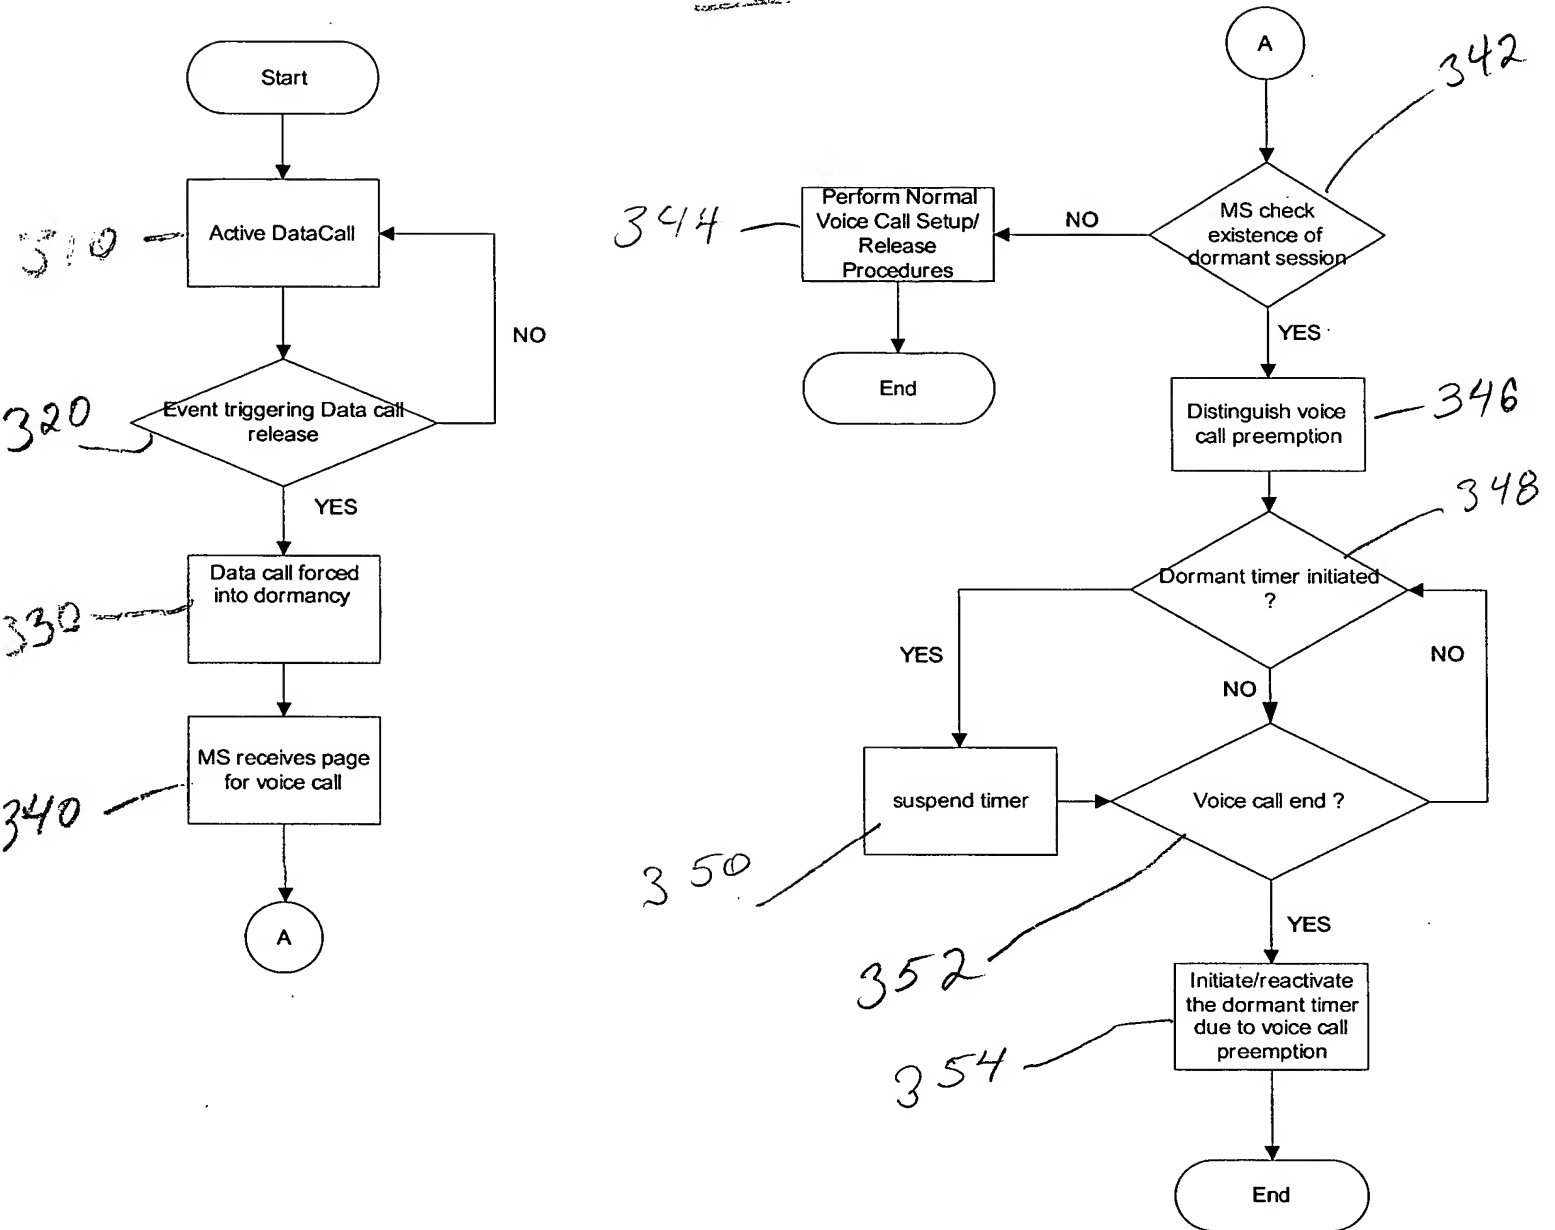 Start
Active DataCall
310
NO
Event triggering Data call
release
320
YES
Data call forced
into dormancy
330
MS receives page
for voice call
340
A
A
342
MS check
existence of
dormant session
NO
Perform Normal
Voice Call Setup/
Release
Procedures
344
End
YES
Distinguish voice
call preemption
346
348
Dormant timer initiated
?
YES
NO
NO
suspend timer
350
Voice call end ?
352
YES
Initiate/reactivate
the dormant timer
due to voice call
preemption
354
End